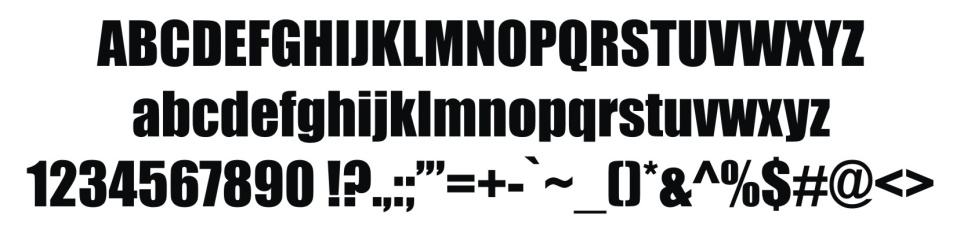 ABCDEFGHIJKLMNOPQRSTUVWXYZ
abcdefghijklmnopqrstuvwxyz
1234567890 !?.,:;’”=+-`~_()*&^%$#@<>